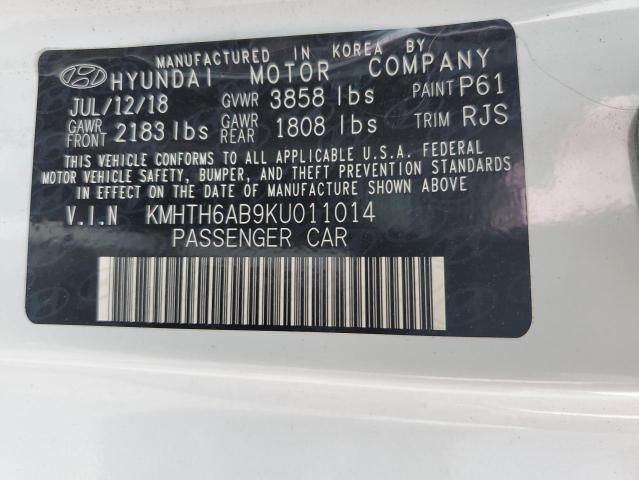 MANUFACTURED IN KOREA BY
HYUNDAI MOTOR COMPANY
JUL/12/18 GVWR 3858 lbs PAINT P61
GAWR FRONT 2183 lbs GAWR REAR 1808 lbs TRIM RJS
THIS VEHICLE CONFORMS TO ALL APPLICABLE U.S.A. FEDERAL
MOTOR VEHICLE SAFETY, BUMPER, AND THEFT PREVENTION STANDARDS
IN EFFECT ON THE DATE OF MANUFACTURE SHOWN ABOVE.
V.I.N KMHTH6AB9KU011014
PASSENGER CAR